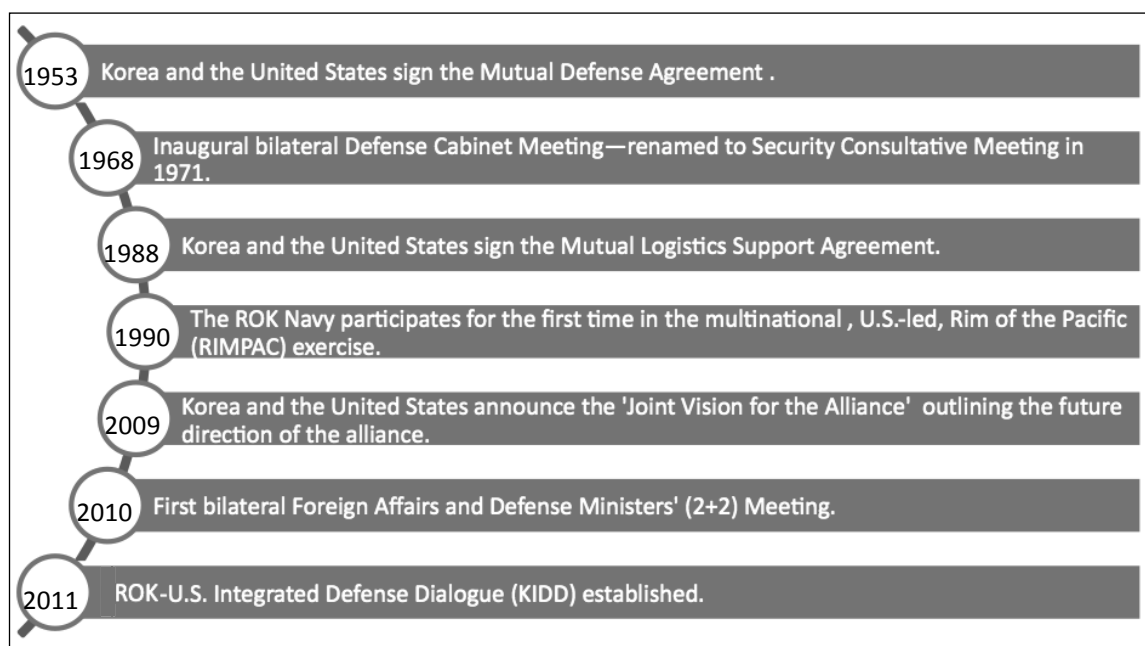 1953
Korea and the United States sign the Mutual Defense Agreement .
1968
Inaugural bilateral Defense Cabinet Meeting—renamed to Security Consultative Meeting in
1971.
1988
Korea and the United States sign the Mutual Logistics Support Agreement.
1990
The ROK Navy participates for the first time in the multinational , U.S.-led, Rim of the Pacific
(RIMPAC) exercise.
2009
Korea and the United States announce the 'Joint Vision for the Alliance'  outlining the future
direction of the alliance.
2010
First bilateral Foreign Affairs and Defense Ministers' (2+2) Meeting.
2011
ROK-U.S. Integrated Defense Dialogue (KIDD) established.